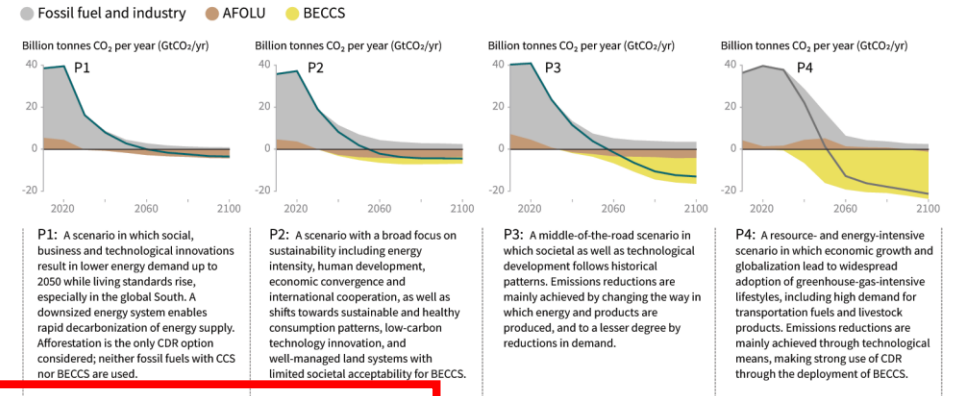 Fossil fuel and industry AFOLU BECCS
Billion tonnes CO₂ per year (GtCO₂/yr)
P1
40
20
0
-20
2020 2060 2100
Billion tonnes CO₂ per year (GtCO₂/yr)
P2
40
20
0
-20
2020 2060 2100
Billion tonnes CO₂ per year (GtCO₂/yr)
P3
40
20
0
-20
2020 2060 2100
Billion tonnes CO₂ per year (GtCO₂/yr)
P4
40
20
0
-20
2020 2060 2100
P1: A scenario in which social,
business and technological innovations
result in lower energy demand up to
2050 while living standards rise,
especially in the global South. A
downsized energy system enables
rapid decarbonization of energy supply.
Afforestation is the only CDR option
considered; neither fossil fuels with CCS
nor BECCS are used.
P2: A scenario with a broad focus on
sustainability including energy
intensity, human development,
economic convergence and
international cooperation, as well as
shifts towards sustainable and healthy
consumption patterns, low-carbon
technology innovation, and
well-managed land systems with
limited societal acceptability for BECCS.
P3: A middle-of-the-road scenario in
which societal as well as technological
development follows historical
patterns. Emissions reductions are
mainly achieved by changing the way in
which energy and products are
produced, and to a lesser degree by
reductions in demand.
P4: A resource- and energy-intensive
scenario in which economic growth and
globalization lead to widespread
adoption of greenhouse-gas-intensive
lifestyles, including high demand for
transportation fuels and livestock
products. Emissions reductions are
mainly achieved through technological
means, making strong use of CDR
through the deployment of BECCS.